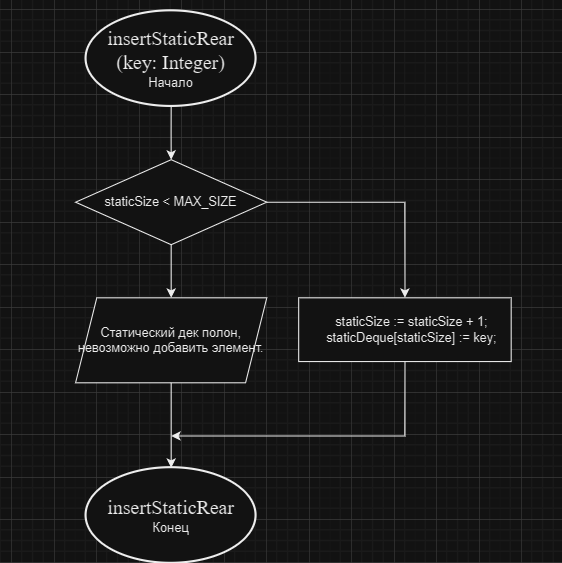 insertStaticRear
(key: Integer)
Начало
staticSize < MAX_SIZE
Статический дек полон,
невозможно добавить элемент.
staticSize := staticSize + 1;
staticDeque[staticSize] := key;
insertStaticRear
Конец